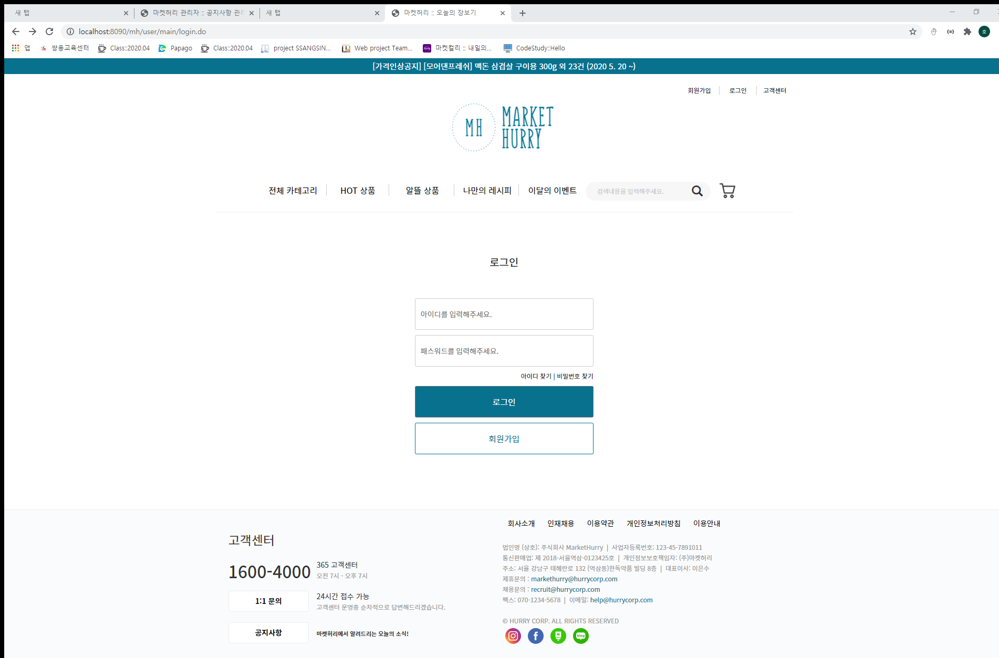 새 탭
마켓허리 관리자 :: 공지사항 관리
새 탭
마켓허리 :: 오늘의 장보기
localhost:8090/mh/user/main/login.do
호
앱 쌍용교육센터 Class::2020.04 Papago Class::2020.04 project SSANGSIN... Web project Team... 마켓컬리 :: 내일의... CodeStudy::Hello
[가격인상공지] [모어댄프레쉬] 맥돈 삼겹살 구이용 300g 외 23건 (2020 5. 20 ~)
회원가입 로그인 고객센터
MH
MARKET
HURRY
전체 카테고리 HOT 상품 알뜰 상품 나만의 레시피 이달의 이벤트 검색내용을 입력해주세요.
로그인
아이디를 입력해주세요.
패스워드를 입력해주세요.
아이디 찾기 | 비밀번호 찾기
로그인
회원가입
고객센터
1600-4000
365 고객센터
오전 7시 - 오후 7시
1:1 문의
24시간 접수 가능
고객센터 운영중 순차적으로 답변해드리겠습니다.
공지사항
마켓허리에서 알려드리는 오늘의 소식!
회사소개 인재채용 이용약관 개인정보처리방침 이용안내
법인명 (상호): 주식회사 MarketHurry | 사업자등록번호: 123-45-7891011
통신판매업: 제 2018-서울역삼-0123425호 | 개인정보보호책임자: (주)마켓허리
주소: 서울 강남구 테헤란로 132 (역삼동)한독약품 빌딩 8층 | 대표이사: 이은수
제휴문의 : markethurry@hurrycorp.com
채용문의 : recruit@hurrycorp.com
팩스: 070-1234-5678 | 이메일: help@hurrycorp.com
© HURRY CORP. ALL RIGHTS RESERVED
f N blog